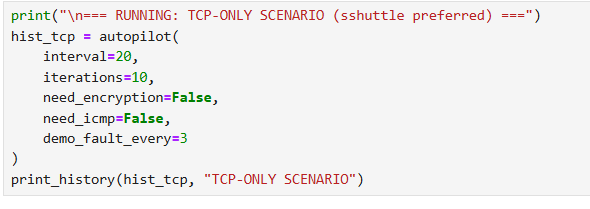 print("\n=== RUNNING: TCP-ONLY SCENARIO (sshuttle preferred) ===")
hist_tcp = autopilot(
    interval=20,
    iterations=10,
    need_encryption=False,
    need_icmp=False,
    demo_fault_every=3
)
print_history(hist_tcp, "TCP-ONLY SCENARIO")